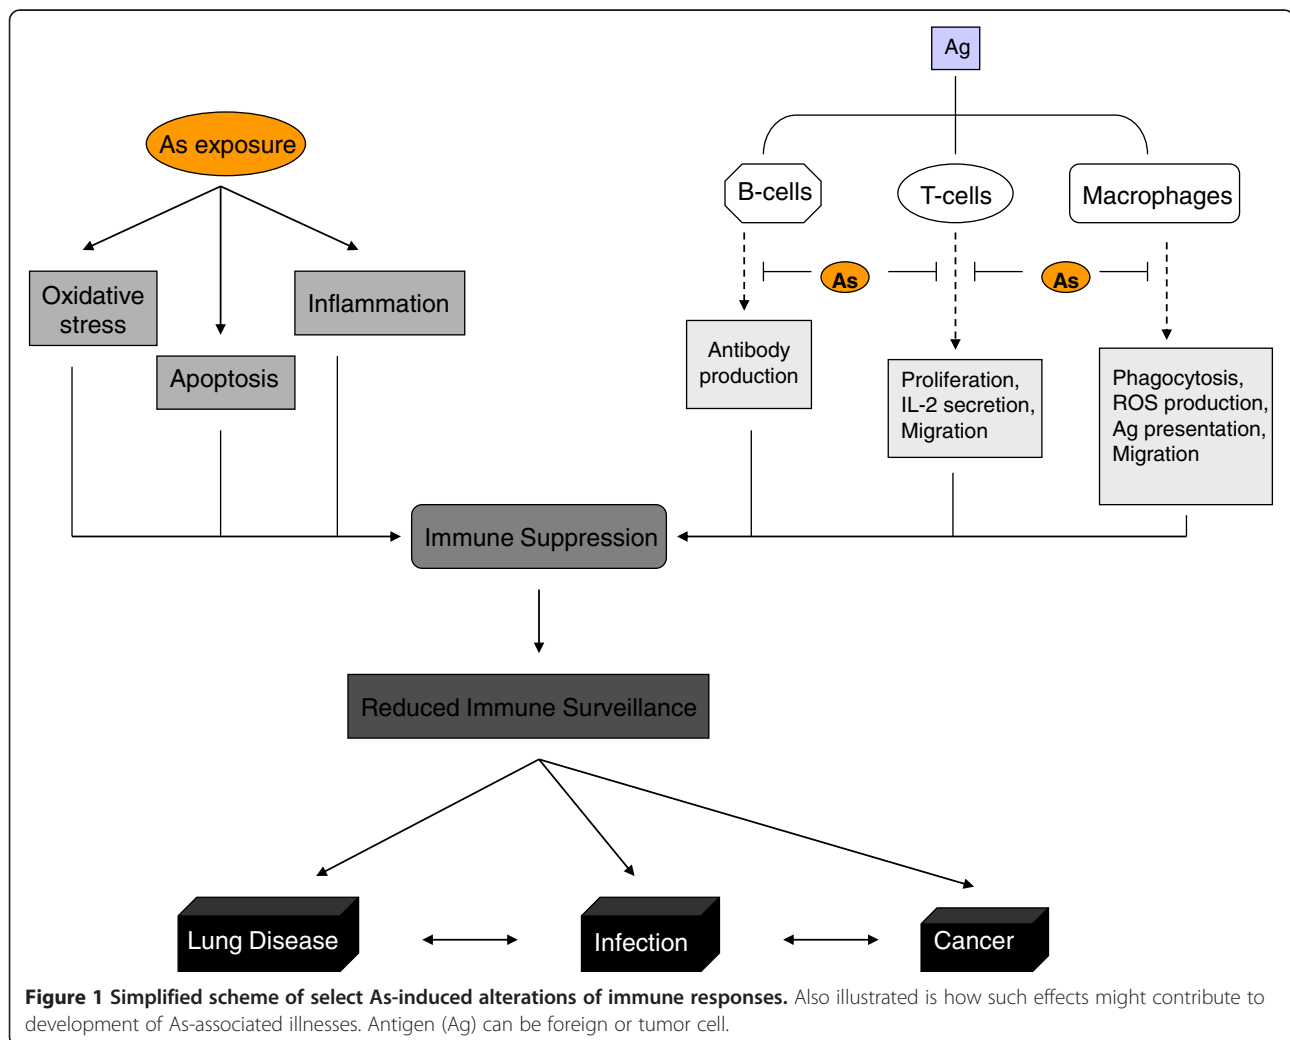 Ag
As exposure
B-cells
T-cells
Macrophages
As
As
Oxidative
stress
Inflammation
Apoptosis
Antibody
production
Proliferation,
IL-2 secretion,
Migration
Phagocytosis,
ROS production,
Ag presentation,
Migration
Immune Suppression
Reduced Immune Surveillance
Lung Disease
Infection
Cancer
Figure 1 Simplified scheme of select As-induced alterations of immune responses. Also illustrated is how such effects might contribute to
development of As-associated illnesses. Antigen (Ag) can be foreign or tumor cell.